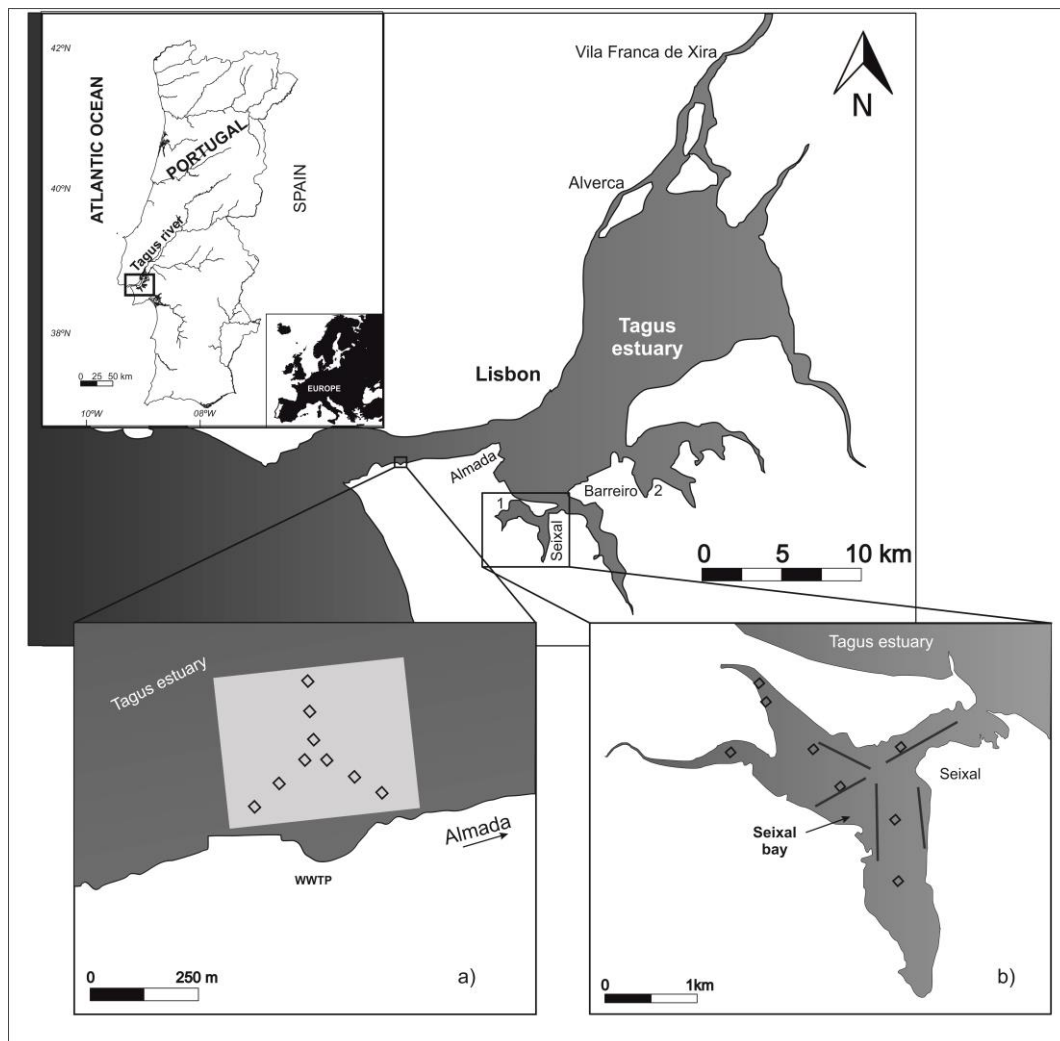 42ºN
ATLANTIC OCEAN
PORTUGAL
SPAIN
40ºN
Tagus river
38ºN
0 25 50 km
EUROPE
10ºW
08ºW
Vila Franca de Xira
N
Alverca
Tagus
estuary
Lisbon
Almada
Barreiro 2
1
Seixal
0 5 10 km
Tagus estuary
Almada
WWTP
0 250 m
a)
Tagus estuary
Seixal
Seixal
bay
0 1km
b)